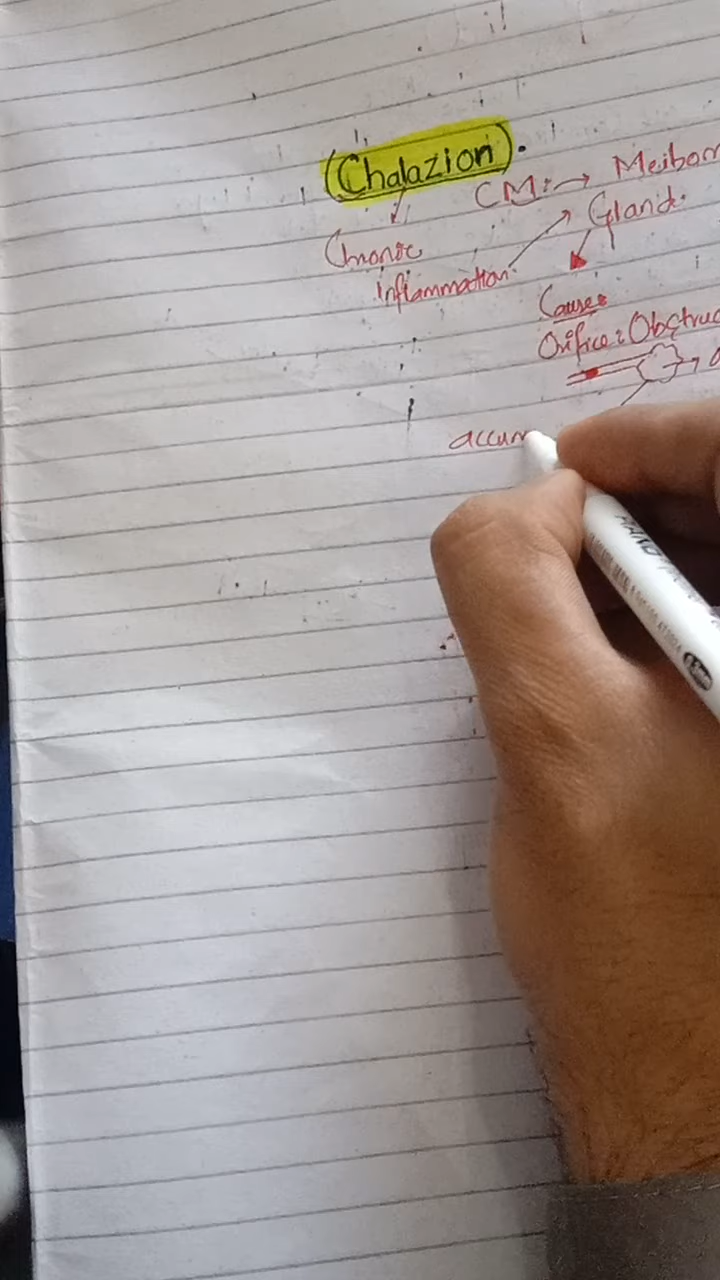 (Chalazion).
CM: → Meibom
Gland.
Chronic
inflammation
Cause
Orifice: Obstruc
accum